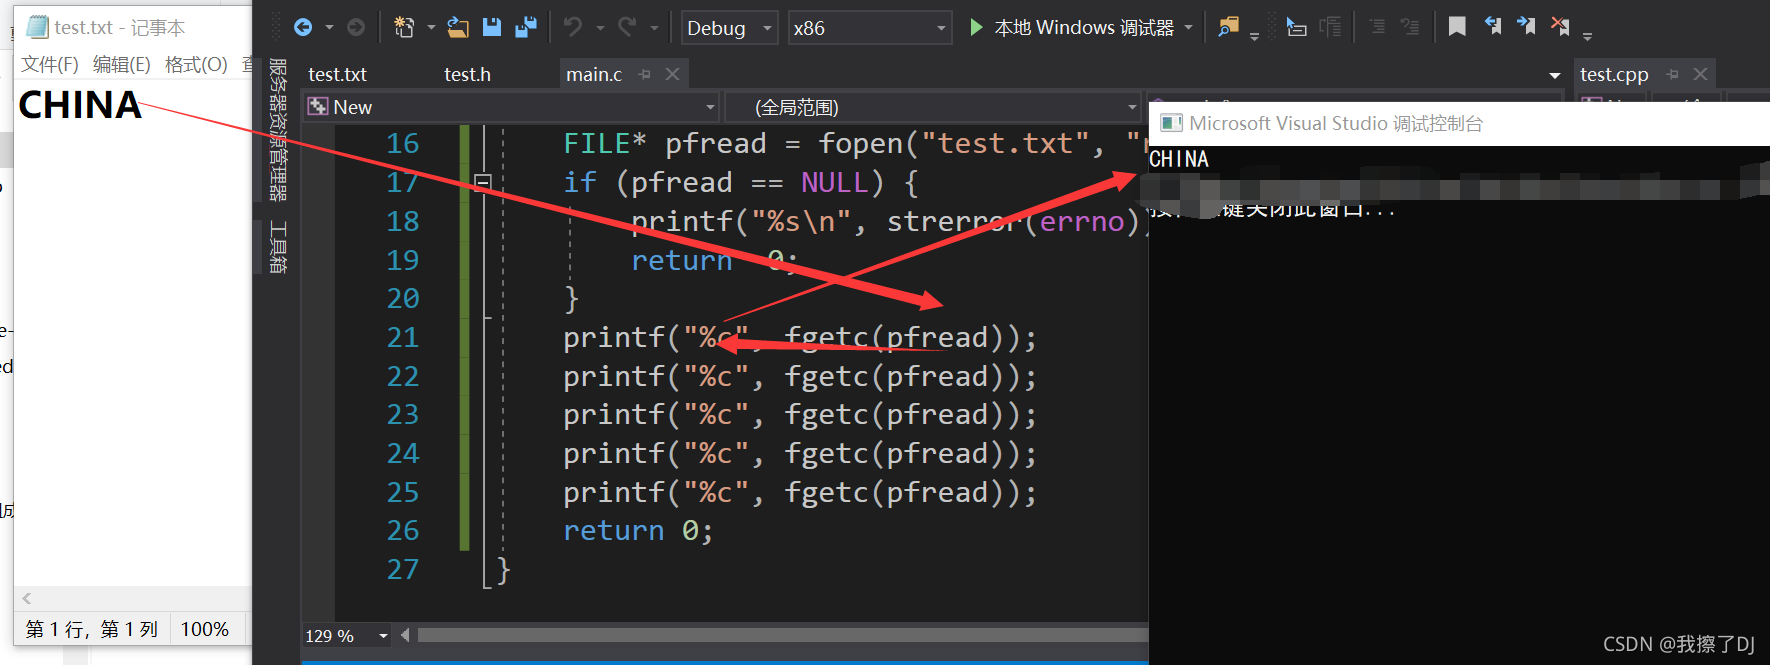 test.txt - 记事本
文件(F) 编辑(E) 格式(O) 查
CHINA
第 1 行，第 1 列 100%
服务器资源管理器
工具箱
Debug x86 本地 Windows 调试器
test.txt test.h main.c test.cpp
New (全局范围)
16 FILE* pfread = fopen("test.txt", "r
17 if (pfread == NULL) {
18 printf("%s\n", strerror(errno))
19 return 0;
20 }
21 printf("%c", fgetc(pfread));
22 printf("%c", fgetc(pfread));
23 printf("%c", fgetc(pfread));
24 printf("%c", fgetc(pfread));
25 printf("%c", fgetc(pfread));
26 return 0;
27 }
129 %
Microsoft Visual Studio 调试控制台
CHINA
键关闭此窗口...
CSDN @我擦了DJ